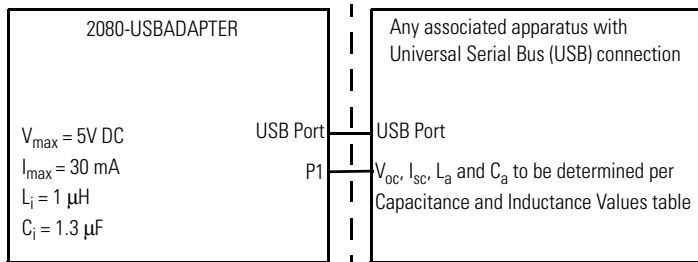 2080-USBADAPTER
Any associated apparatus with
Universal Serial Bus (USB) connection
Vmax = 5V DC
Imax = 30 mA
Li = 1 μH
Ci = 1.3 μF
USB Port
P1
USB Port
Voc, Isc, La and Ca to be determined per
Capacitance and Inductance Values table